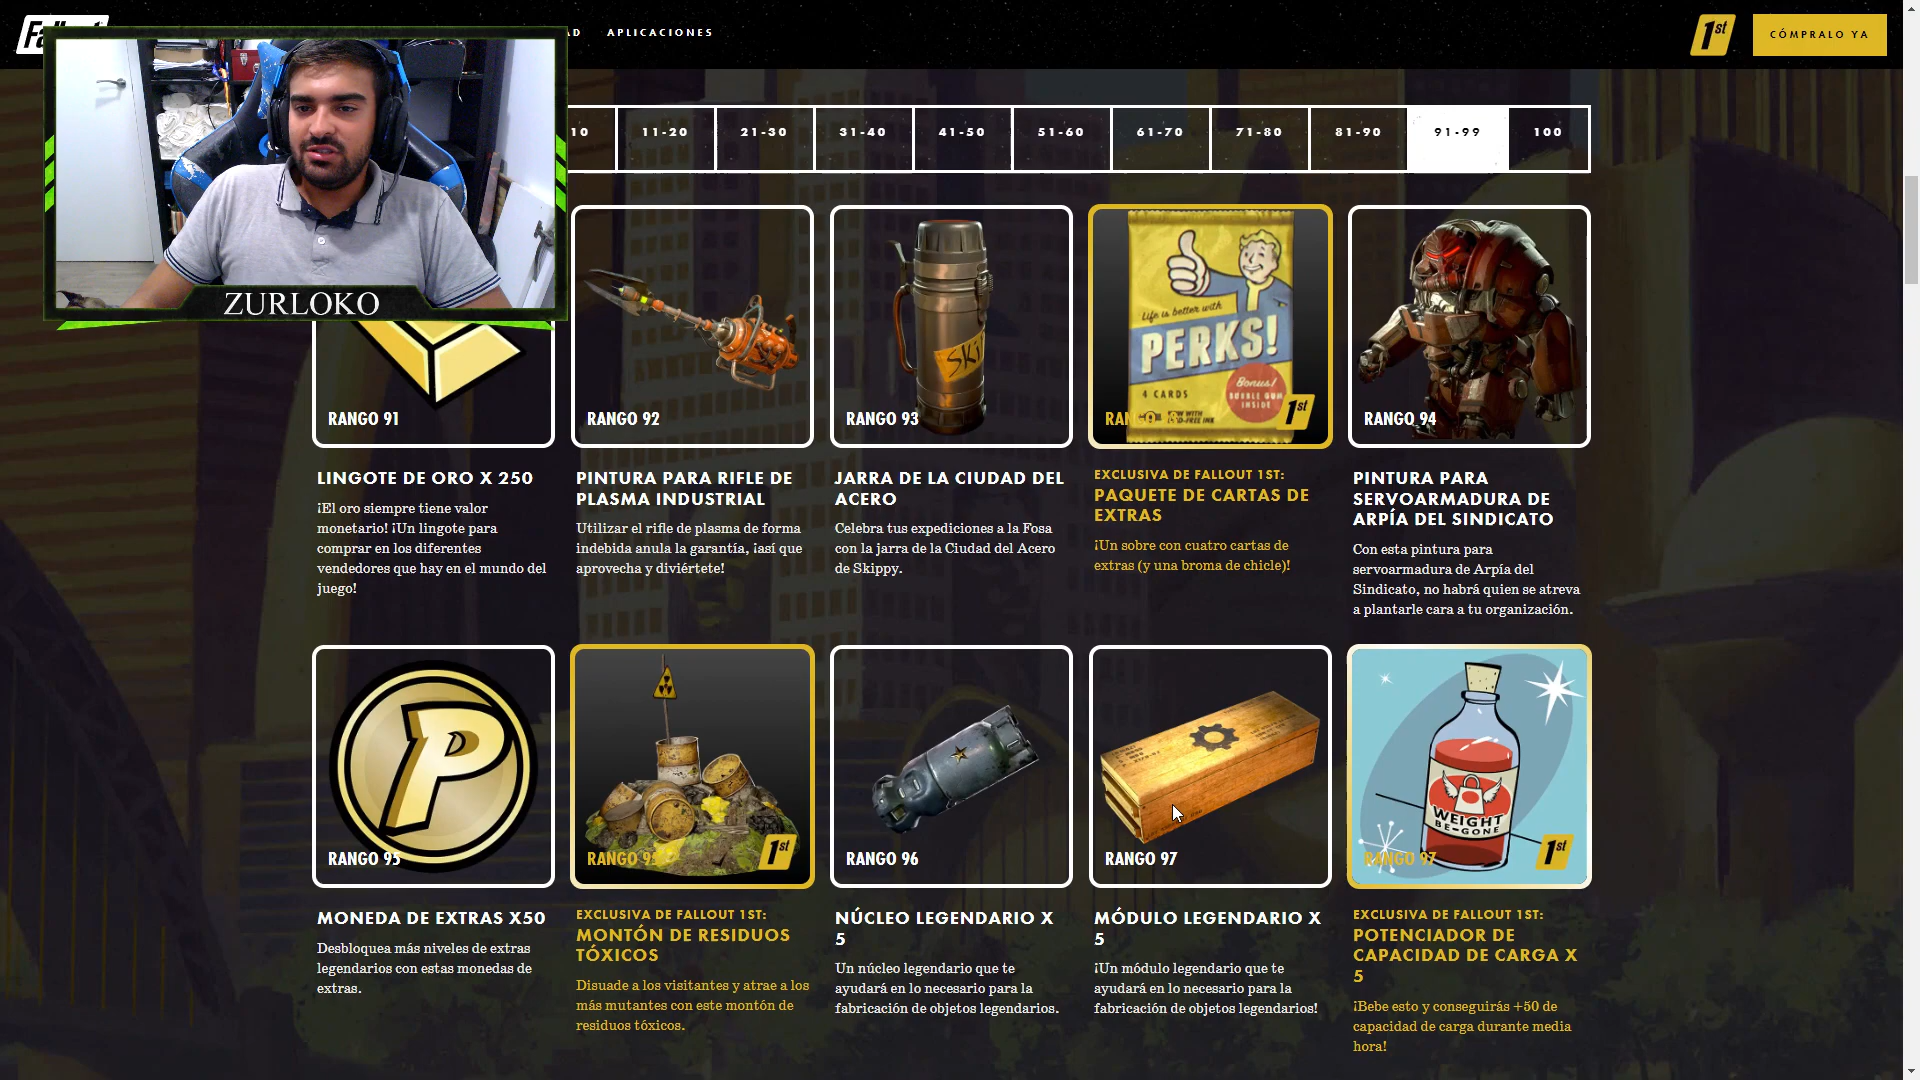 APLICACIONES
1st
CÓMPRALO YA
10
11-20
21-30
31-40
41-50
51-60
61-70
71-80
81-90
91-99
100
ZURLOKO
RANGO 91
RANGO 92
RANGO 93
Life is better with
PERKS!
4 CARDS
Bonus!
BUBBLE GUM
INSIDE
1st
RANGO 94
LINGOTE DE ORO X 250
¡El oro siempre tiene valor
monetario! ¡Un lingote para
comprar en los diferentes
vendedores que hay en el mundo del
juego!
PINTURA PARA RIFLE DE
PLASMA INDUSTRIAL
Utilizar el rifle de plasma de forma
indebida anula la garantía, ¡así que
aprovecha y diviértete!
JARRA DE LA CIUDAD DEL
ACERO
Celebra tus expediciones a la Fosa
con la jarra de la Ciudad del Acero
de Skippy.
EXCLUSIVA DE FALLOUT 1ST:
PAQUETE DE CARTAS DE
EXTRAS
¡Un sobre con cuatro cartas de
extras (y una broma de chicle)!
PINTURA PARA
SERVOARMADURA DE
ARPÍA DEL SINDICATO
Con esta pintura para
servoarmadura de Arpía del
Sindicato, no habrá quien se atreva
a plantarle cara a tu organización.
P
RANGO 95
RANGO 95
1st
RANGO 96
RANGO 97
WEIGHT
BE-GONE
RANGO 97
1st
MONEDA DE EXTRAS X50
Desbloquea más niveles de extras
legendarios con estas monedas de
extras.
EXCLUSIVA DE FALLOUT 1ST:
MONTÓN DE RESIDUOS
TÓXICOS
Disuade a los visitantes y atrae a los
más mutantes con este montón de
residuos tóxicos.
NÚCLEO LEGENDARIO X
5
Un núcleo legendario que te
ayudará en lo necesario para la
fabricación de objetos legendarios.
MÓDULO LEGENDARIO X
5
¡Un módulo legendario que te
ayudará en lo necesario para la
fabricación de objetos legendarios!
EXCLUSIVA DE FALLOUT 1ST:
POTENCIADOR DE
CAPACIDAD DE CARGA X
5
¡Bebe esto y conseguirás +50 de
capacidad de carga durante media
hora!